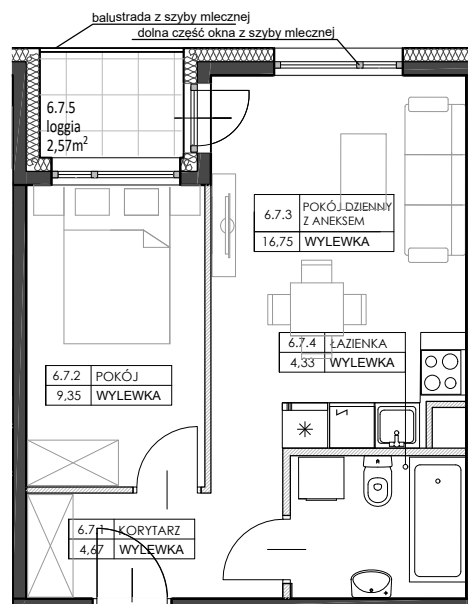 balustrada z szyby mlecznej
dolna część okna z szyby mlecznej
6.7.5
loggia
2,57m²
6.7.3 POKÓJ DZIENNY
Z ANEKSEM
16,75 WYLEWKA
6.7.4 ŁAZIENKA
4,33 WYLEWKA
6.7.2 POKÓJ
9,35 WYLEWKA
6.7.1 KORYTARZ
4,67 WYLEWKA